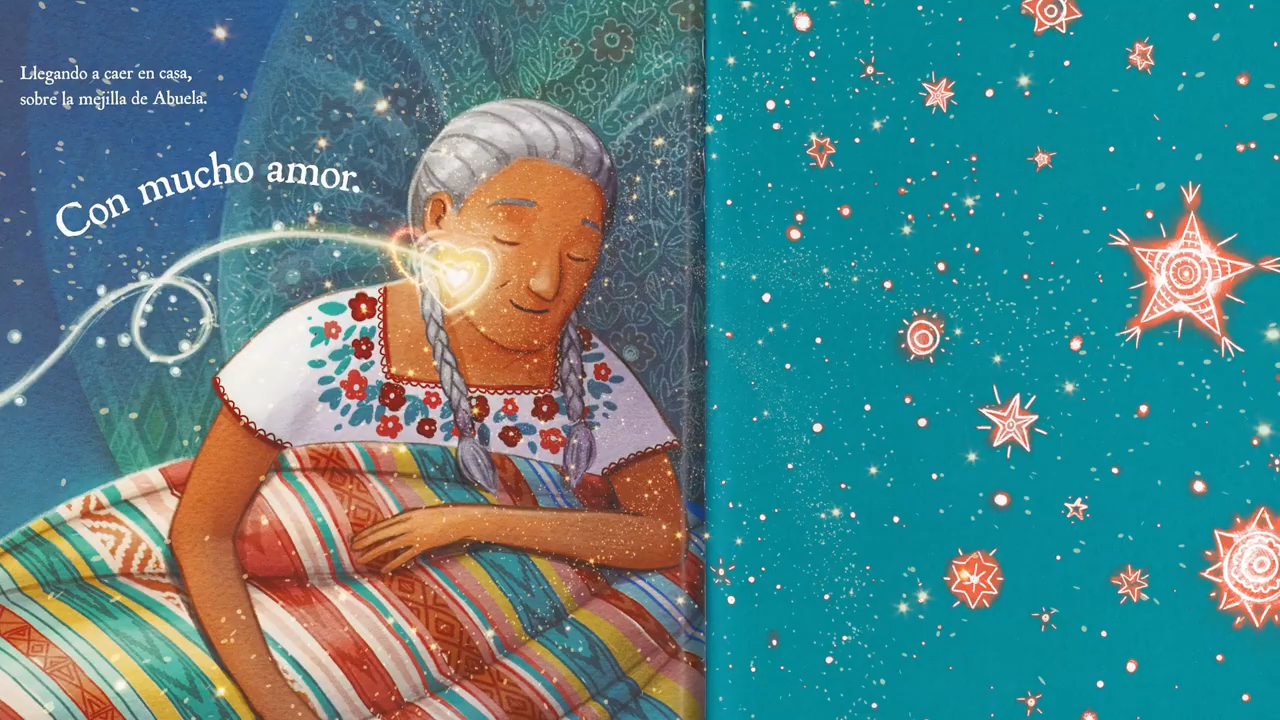 Llegando a caer en casa,
sobre la mejilla de Abuela.
Con mucho amor.